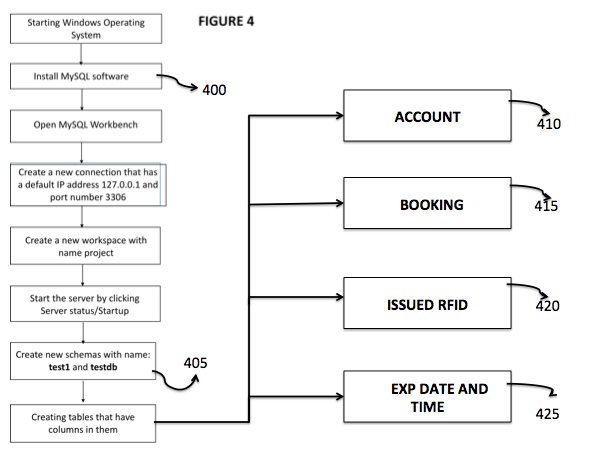 FIGURE 4
Starting Windows Operating
System
Install MySQL software
400
Open MySQL Workbench
Create a new connection that has
a default IP address 127.0.0.1 and
port number 3306
Create a new workspace with
name project
Start the server by clicking
Server status/Startup
Create new schemas with name:
test1 and testdb
405
Creating tables that have
columns in them
ACCOUNT
410
BOOKING
415
ISSUED RFID
420
EXP DATE AND
TIME
425